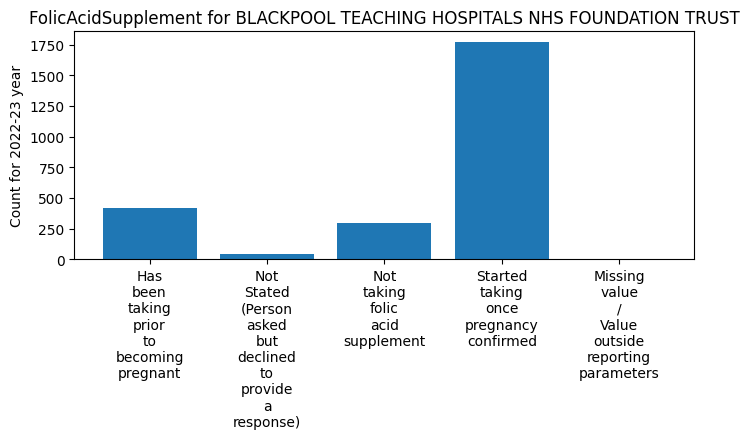 FolicAcidSupplement for BLACKPOOL TEACHING HOSPITALS NHS FOUNDATION TRUST
Count for 2022-23 year
1750
1500
1250
1000
750
500
250
0
Has
been
taking
prior
to
becoming
pregnant
Not
Stated
(Person
asked
but
declined
to
provide
a
response)
Not
taking
folic
acid
supplement
Started
taking
once
pregnancy
confirmed
Missing
value
/
Value
outside
reporting
parameters